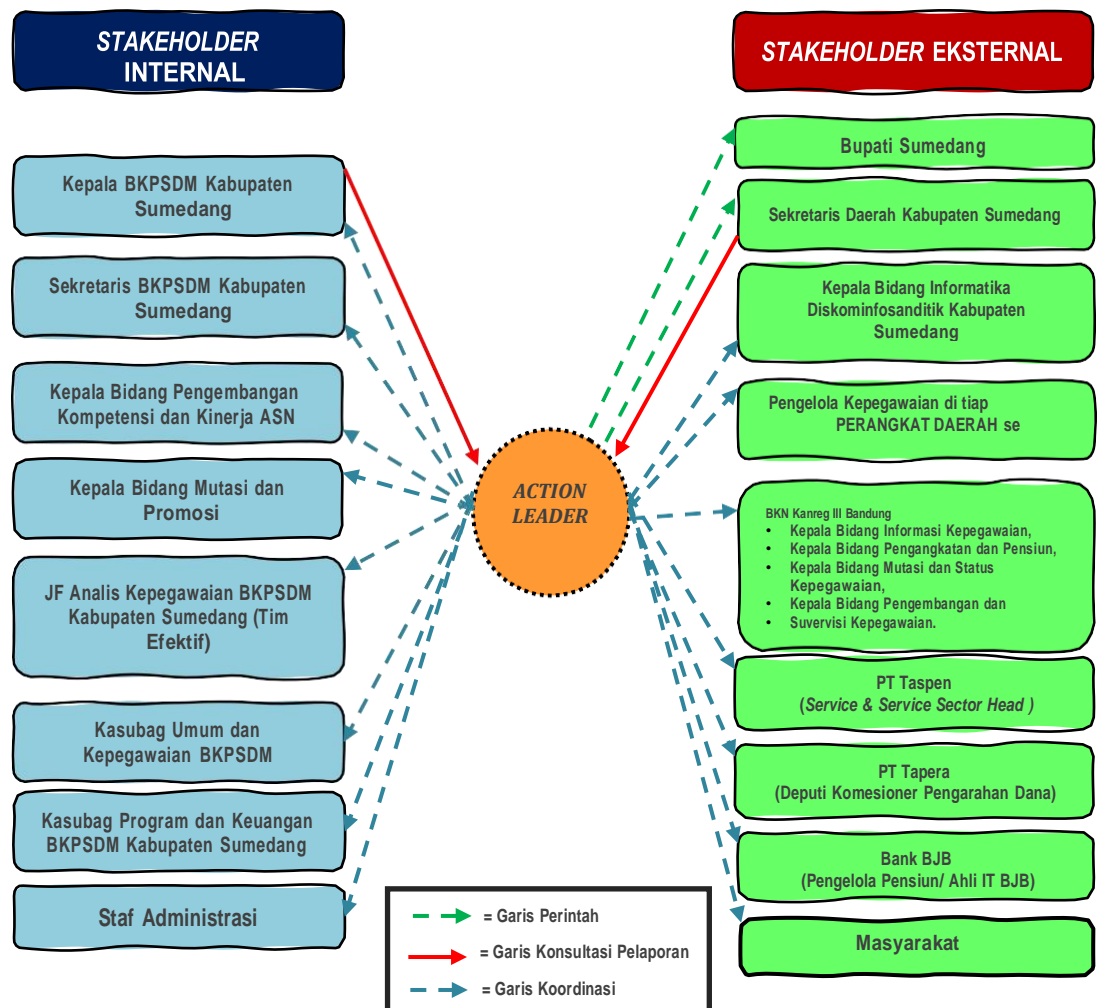 STAKEHOLDER
INTERNAL
Kepala BKPSDM Kabupaten
Sumedang
Sekretaris BKPSDM Kabupaten
Sumedang
Kepala Bidang Pengembangan
Kompetensi dan Kinerja ASN
Kepala Bidang Mutasi dan
Promosi
JF Analis Kepegawaian BKPSDM
Kabupaten Sumedang (Tim
Efektif)
Kasubag Umum dan
Kepegawaian BKPSDM
Kasubag Program dan Keuangan
BKPSDM Kabupaten Sumedang
Staf Administrasi
ACTION
LEADER
STAKEHOLDER EKSTERNAL
Bupati Sumedang
Sekretaris Daerah Kabupaten Sumedang
Kepala Bidang Informatika
Diskominfosanditik Kabupaten
Sumedang
Pengelola Kepegawaian di tiap
PERANGKAT DAERAH se
BKN Kanreg III Bandung
• Kepala Bidang Informasi Kepegawaian,
• Kepala Bidang Pengangkatan dan Pensiun,
• Kepala Bidang Mutasi dan Status
Kepegawaian,
• Kepala Bidang Pengembangan dan
• Suvervisi Kepegawaian.
PT Taspen
(Service & Service Sector Head )
PT Tapera
(Deputi Komesioner Pengarahan Dana)
Bank BJB
(Pengelola Pensiun/ Ahli IT BJB)
Masyarakat
= Garis Perintah
= Garis Konsultasi Pelaporan
= Garis Koordinasi